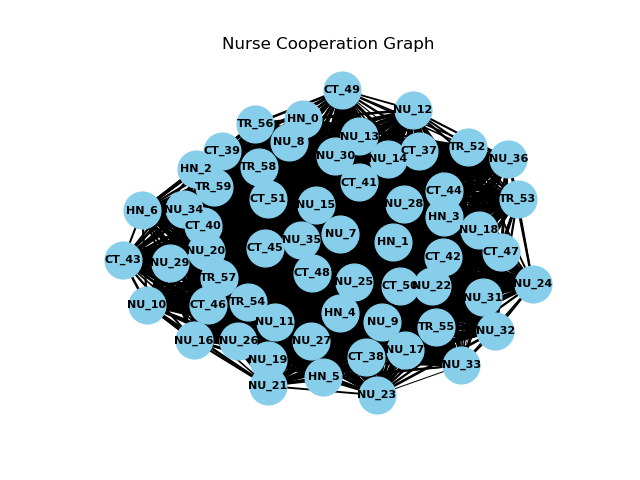 Nurse Cooperation Graph
CT_49
NU_12
HN_0
TR_56
NU_13
NU_8
TR_52
CT_39
CT_37
NU_30
NU_14
NU_36
TR_58
HN_2
CT_41
TR_59
CT_44
CT_51
TR_53
NU_15
NU_28
HN_6
NU_34
HN_3
CT_40
NU_18
NU_7
NU_35
HN_1
CT_45
NU_20
CT_47
CT_42
CT_43
NU_29
CT_48
TR_57
NU_25
NU_24
CT_50
NU_22
NU_31
TR_54
NU_10
CT_46
HN_4
NU_11
NU_9
TR_55
NU_32
NU_16
NU_26
NU_27
NU_17
CT_38
NU_19
NU_33
HN_5
NU_21
NU_23